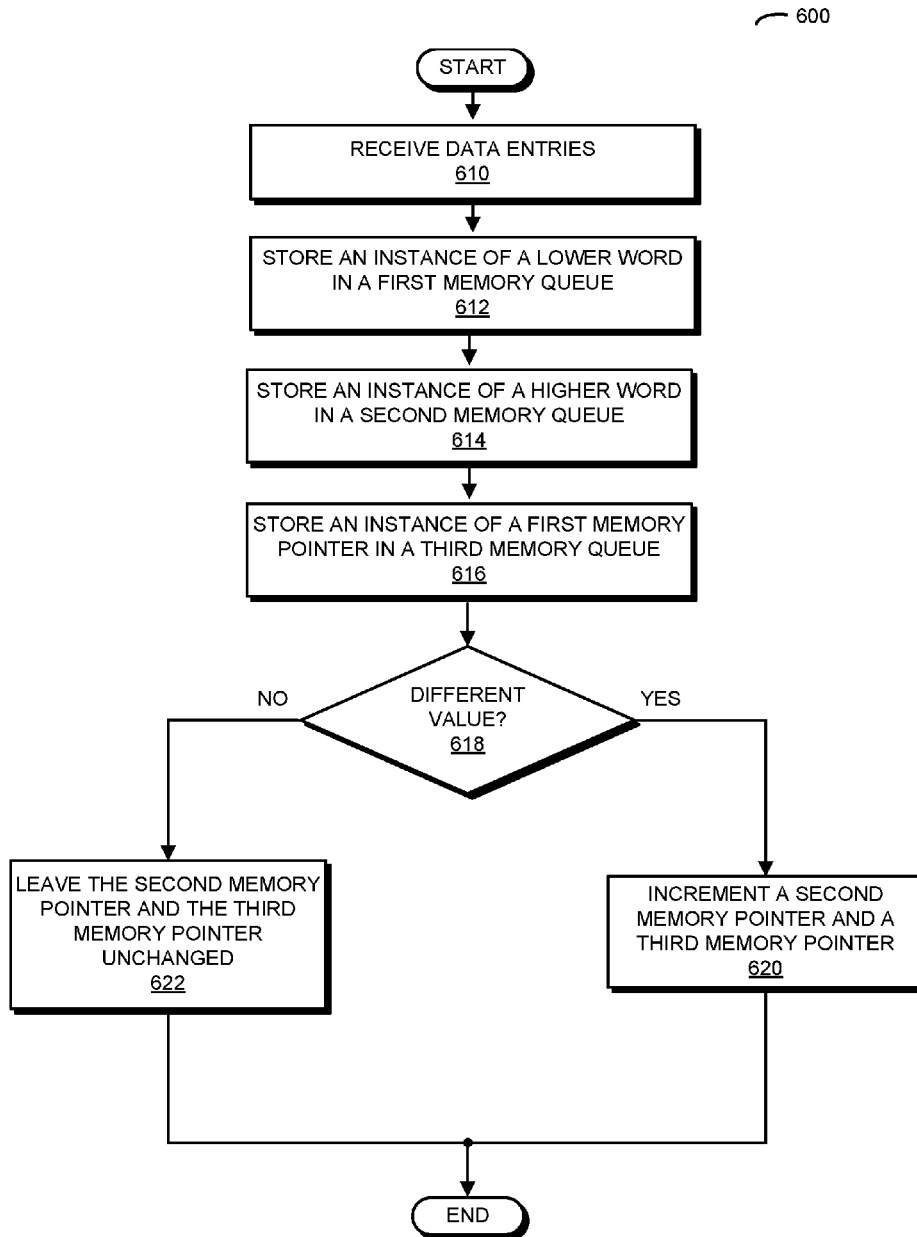 600
START
RECEIVE DATA ENTRIES
610
STORE AN INSTANCE OF A LOWER WORD
IN A FIRST MEMORY QUEUE
612
STORE AN INSTANCE OF A HIGHER WORD
IN A SECOND MEMORY QUEUE
614
STORE AN INSTANCE OF A FIRST MEMORY
POINTER IN A THIRD MEMORY QUEUE
616
DIFFERENT
VALUE?
618
NO
YES
LEAVE THE SECOND MEMORY
POINTER AND THE THIRD
MEMORY POINTER
UNCHANGED
622
INCREMENT A SECOND
MEMORY POINTER AND A
THIRD MEMORY POINTER
620
END